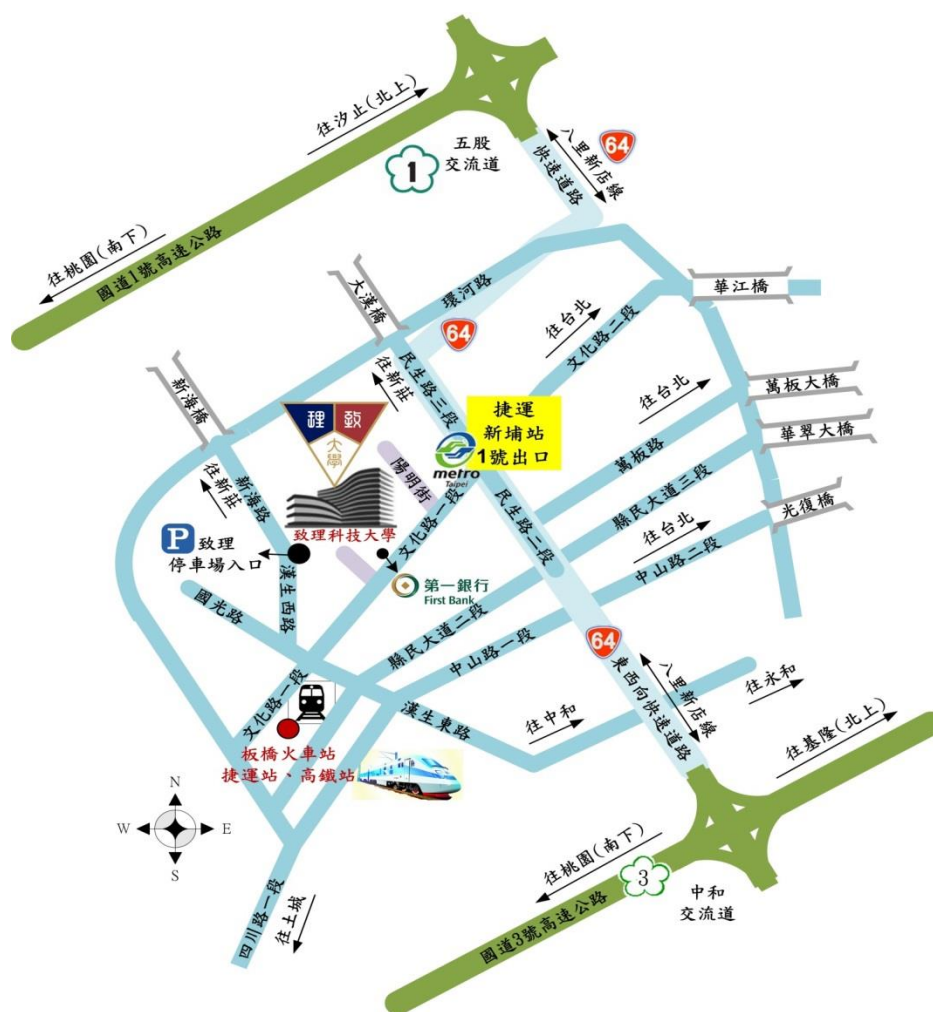 往汐止(北上)
五股
交流道
1
64
八里新店線
快速道路
往桃園(南下)
國道1號高速公路
大漢橋
環河路
華江橋
64
往台北
文化路二段
往新莊
民生路三段
新海橋
往台北
萬板大橋
理 致
大學
捷運
新埔站
1號出口
metro
Taipei
陽明街
萬板路
華翠大橋
往新莊
新海路
縣民大道三段
光復橋
致理科技大學
文化路一段
民生路二段
往台北
P 致理
停車場入口
中山路二段
第一銀行
First Bank
國光路
漢生西路
縣民大道二段
中山路一段
64
八里新店線
東西向快速道路
文化路一段
漢生東路
往中和
往永和
板橋火車站
捷運站、高鐵站
往基隆(北上)
N
W E
S
往桃園(南下)
3
中和
交流道
國道3號高速公路
四川路一段
往土城